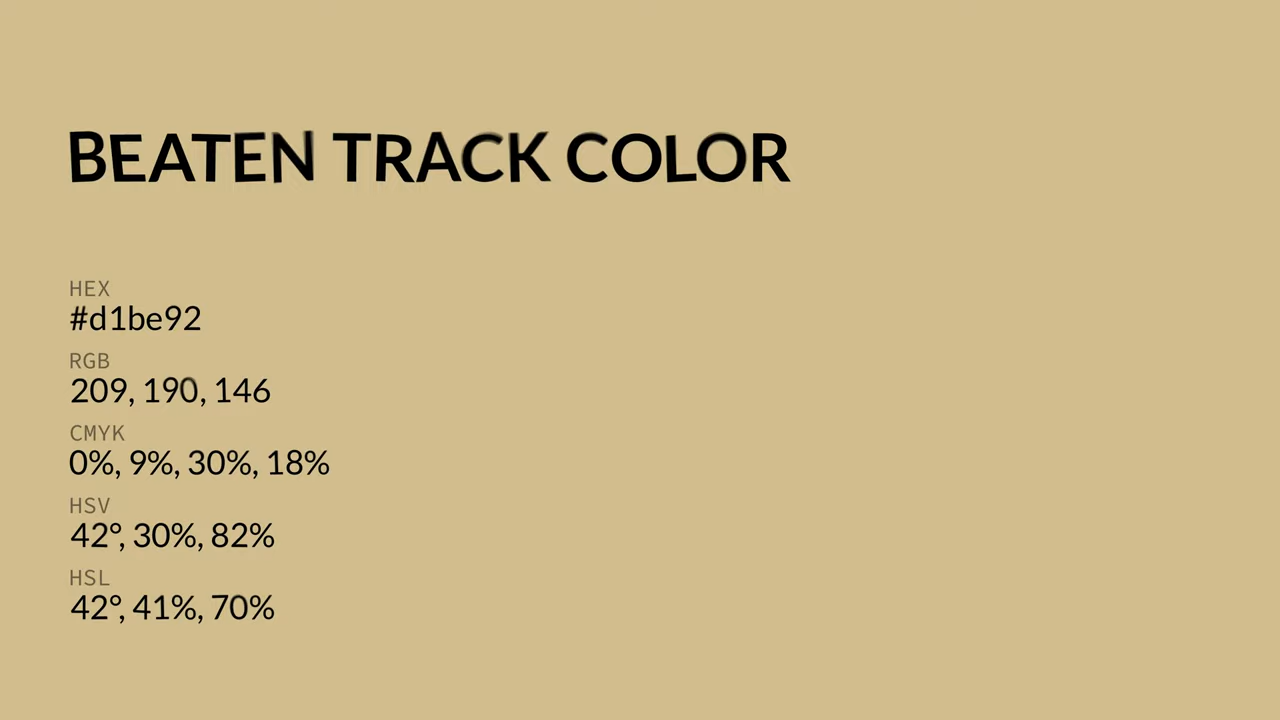 BEATEN TRACK COLOR
HEX
#d1be92
RGB
209, 190, 146
CMYK
0%, 9%, 30%, 18%
HSV
42°, 30%, 82%
HSL
42°, 41%, 70%